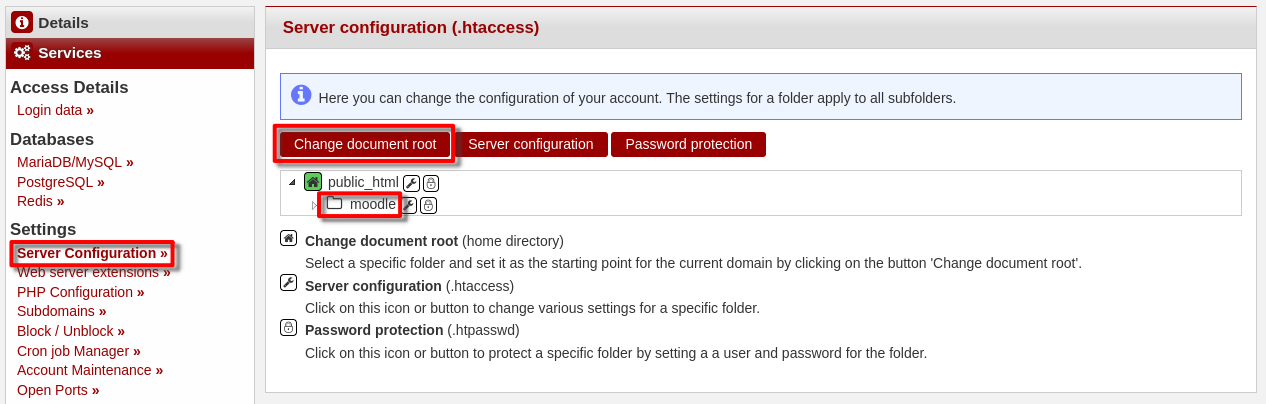 Details
Services
Access Details
Login data »
Databases
MariaDB/MySQL »
PostgreSQL »
Redis »
Settings
Server Configuration »
Web server extensions »
PHP Configuration »
Subdomains »
Block / Unblock »
Cron job Manager »
Account Maintenance »
Open Ports »
Server configuration (.htaccess)
Here you can change the configuration of your account. The settings for a folder apply to all subfolders.
Change document root Server configuration Password protection
public_html
moodle
Change document root (home directory)
Select a specific folder and set it as the starting point for the current domain by clicking on the button 'Change document root'.
Server configuration (.htaccess)
Click on this icon or button to change various settings for a specific folder.
Password protection (.htpasswd)
Click on this icon or button to protect a specific folder by setting a a user and password for the folder.